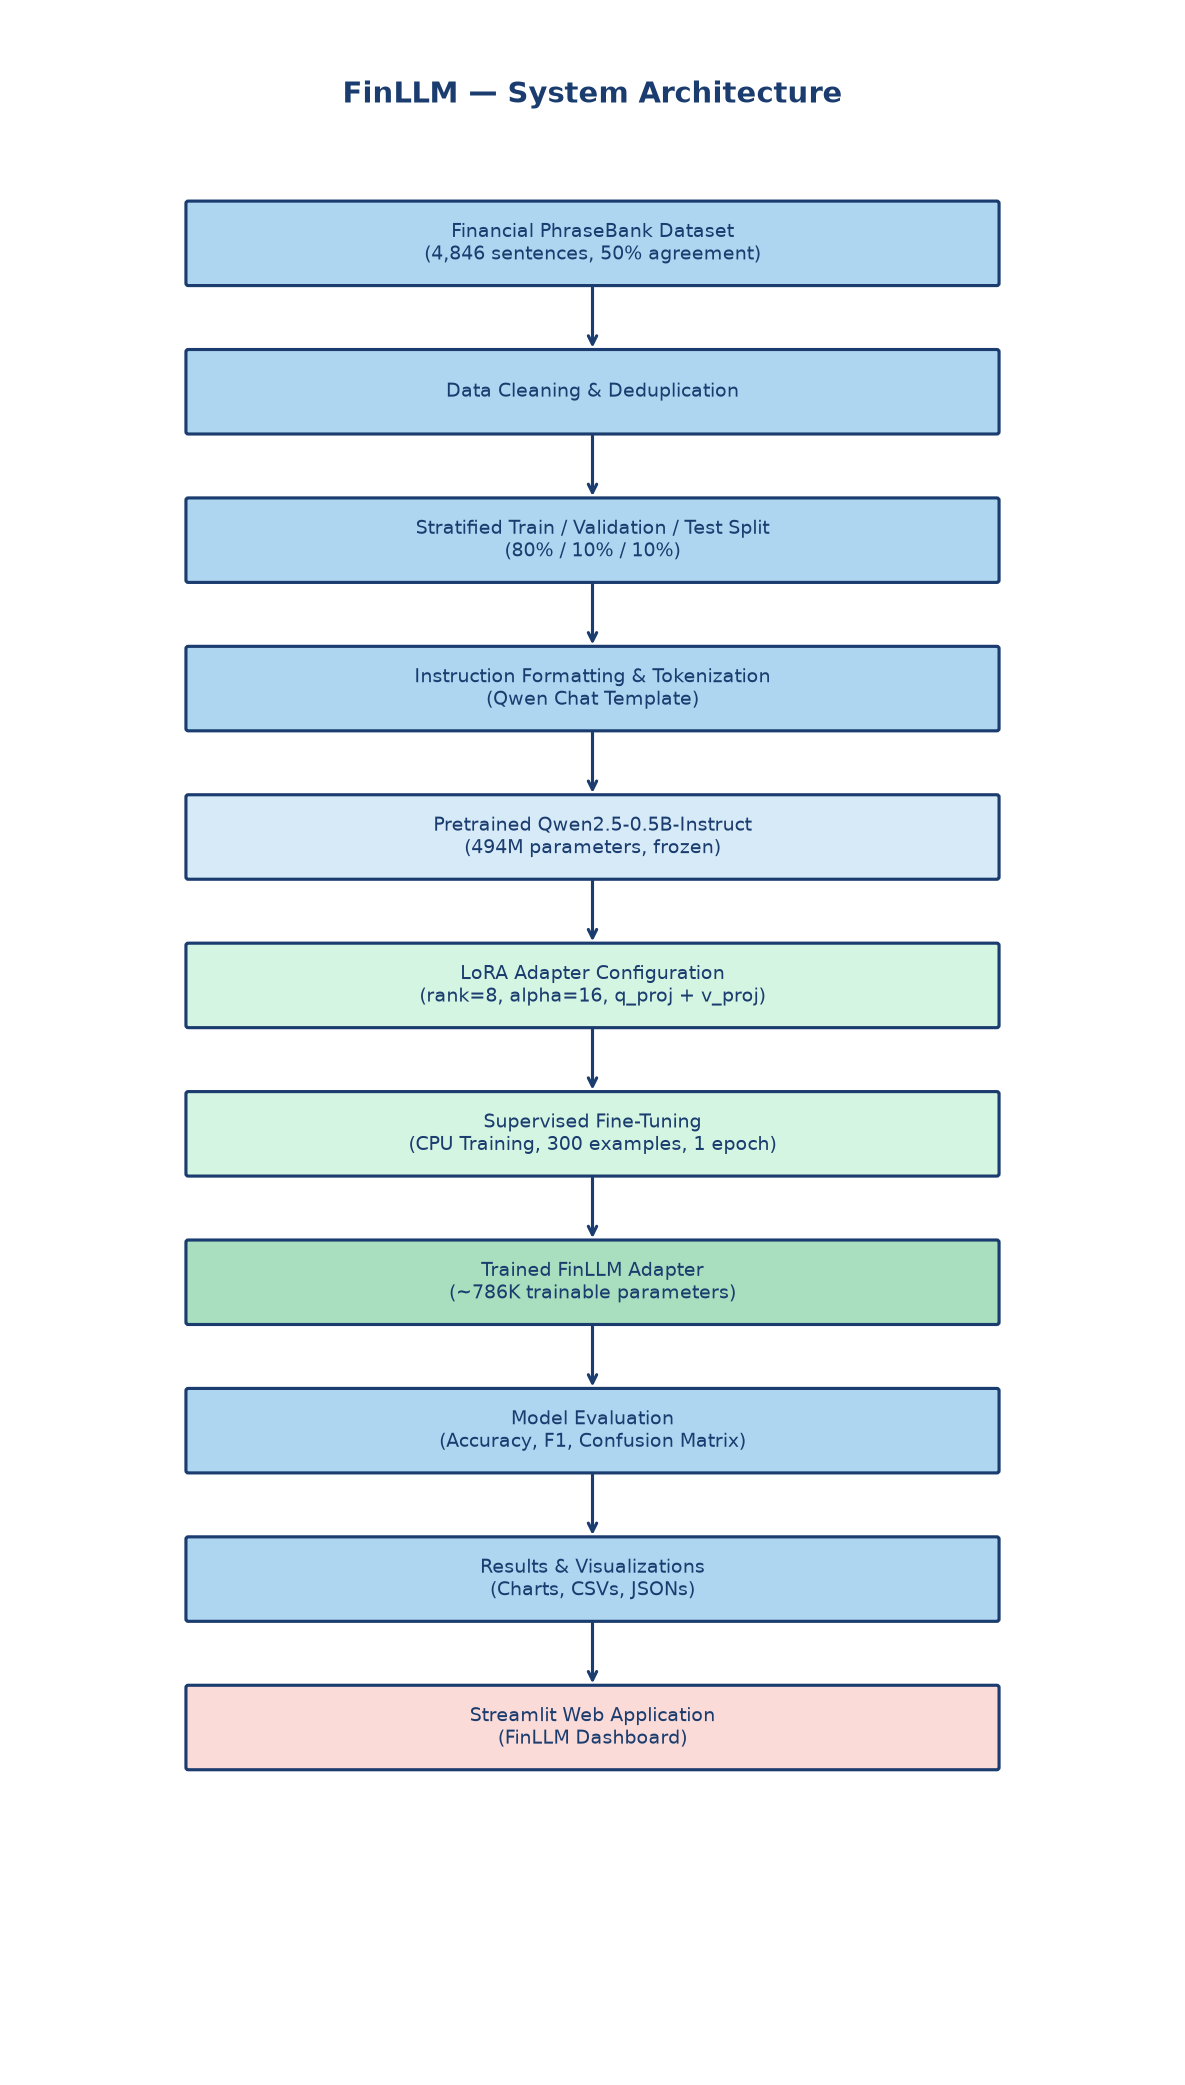 FinLLM — System Architecture
Financial PhraseBank Dataset
(4,846 sentences, 50% agreement)
Data Cleaning & Deduplication
Stratified Train / Validation / Test Split
(80% / 10% / 10%)
Instruction Formatting & Tokenization
(Qwen Chat Template)
Pretrained Qwen2.5-0.5B-Instruct
(494M parameters, frozen)
LoRA Adapter Configuration
(rank=8, alpha=16, q_proj + v_proj)
Supervised Fine-Tuning
(CPU Training, 300 examples, 1 epoch)
Trained FinLLM Adapter
(~786K trainable parameters)
Model Evaluation
(Accuracy, F1, Confusion Matrix)
Results & Visualizations
(Charts, CSVs, JSONs)
Streamlit Web Application
(FinLLM Dashboard)